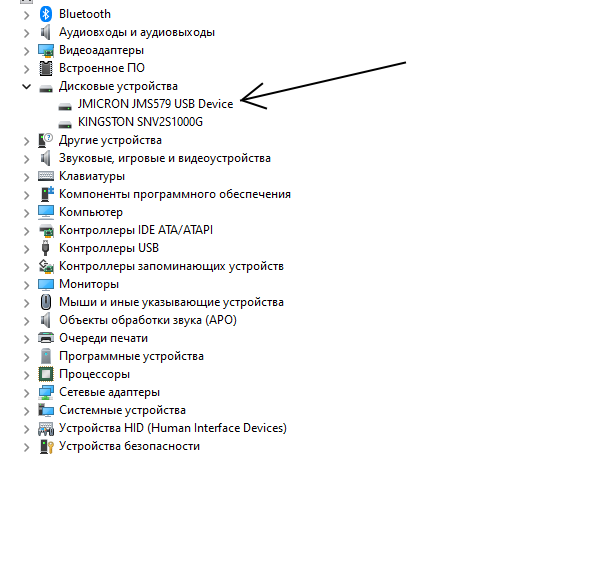 Bluetooth
Аудиовходы и аудиовыходы
Видеоадаптеры
Встроенное ПО
Дисковые устройства
JMICRON JMS579 USB Device
KINGSTON SNV2S1000G
Другие устройства
Звуковые, игровые и видеоустройства
Клавиатуры
Компоненты программного обеспечения
Компьютер
Контроллеры IDE ATA/ATAPI
Контроллеры USB
Контроллеры запоминающих устройств
Мониторы
Мыши и иные указывающие устройства
Объекты обработки звука (APO)
Очереди печати
Программные устройства
Процессоры
Сетевые адаптеры
Системные устройства
Устройства HID (Human Interface Devices)
Устройства безопасности